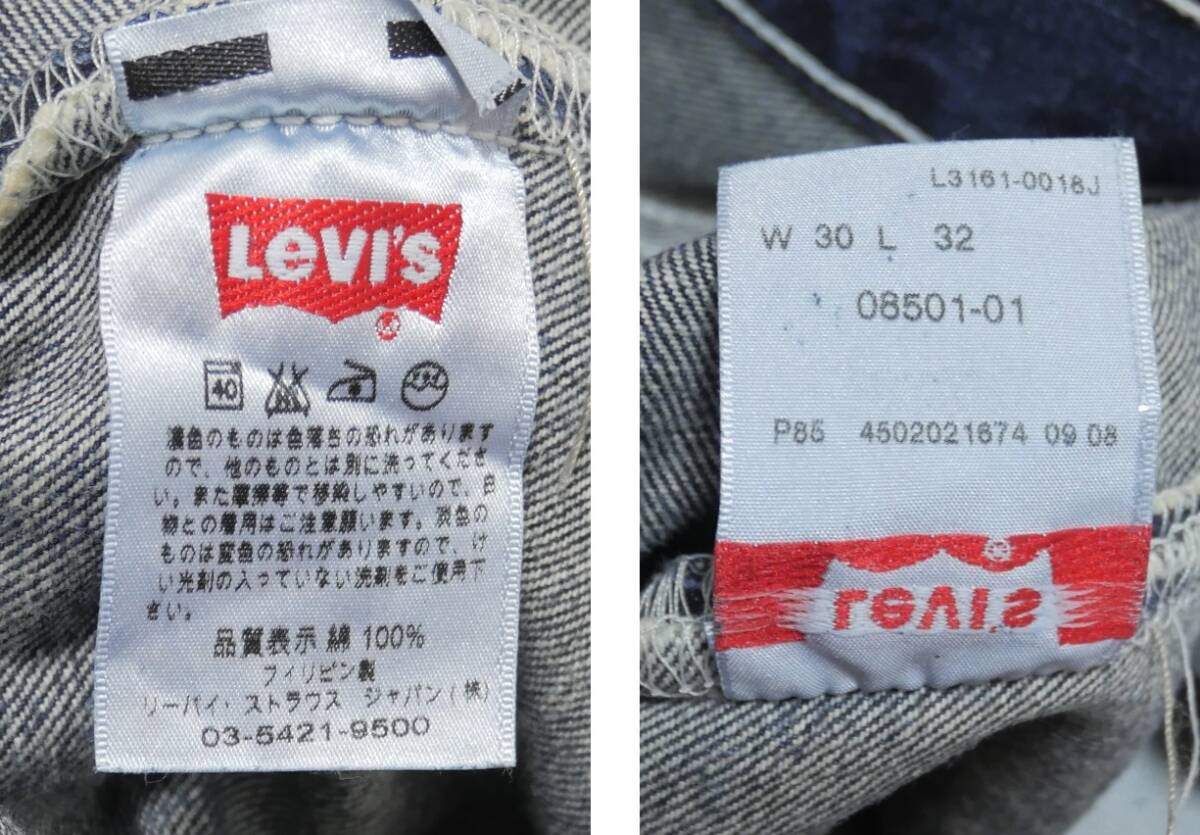 Levi's
40
濃色のものは色落ちの恐れがあります
ので、他のものとは別に洗ってくださ
い。また摩擦等で移染しやすいので、白
物との着用はご注意願います。淡色の
ものは変色の恐れがありますので、け
い光剤の入っていない洗剤をご使用下
さい。
品質表示 綿 100%
フィリピン製
リーバイ・ストラウス ジャパン(株)
03-5421-9500
L3161-0018J
W 30 L 32
08501-01
P85 4502021674 09 08
Levi's